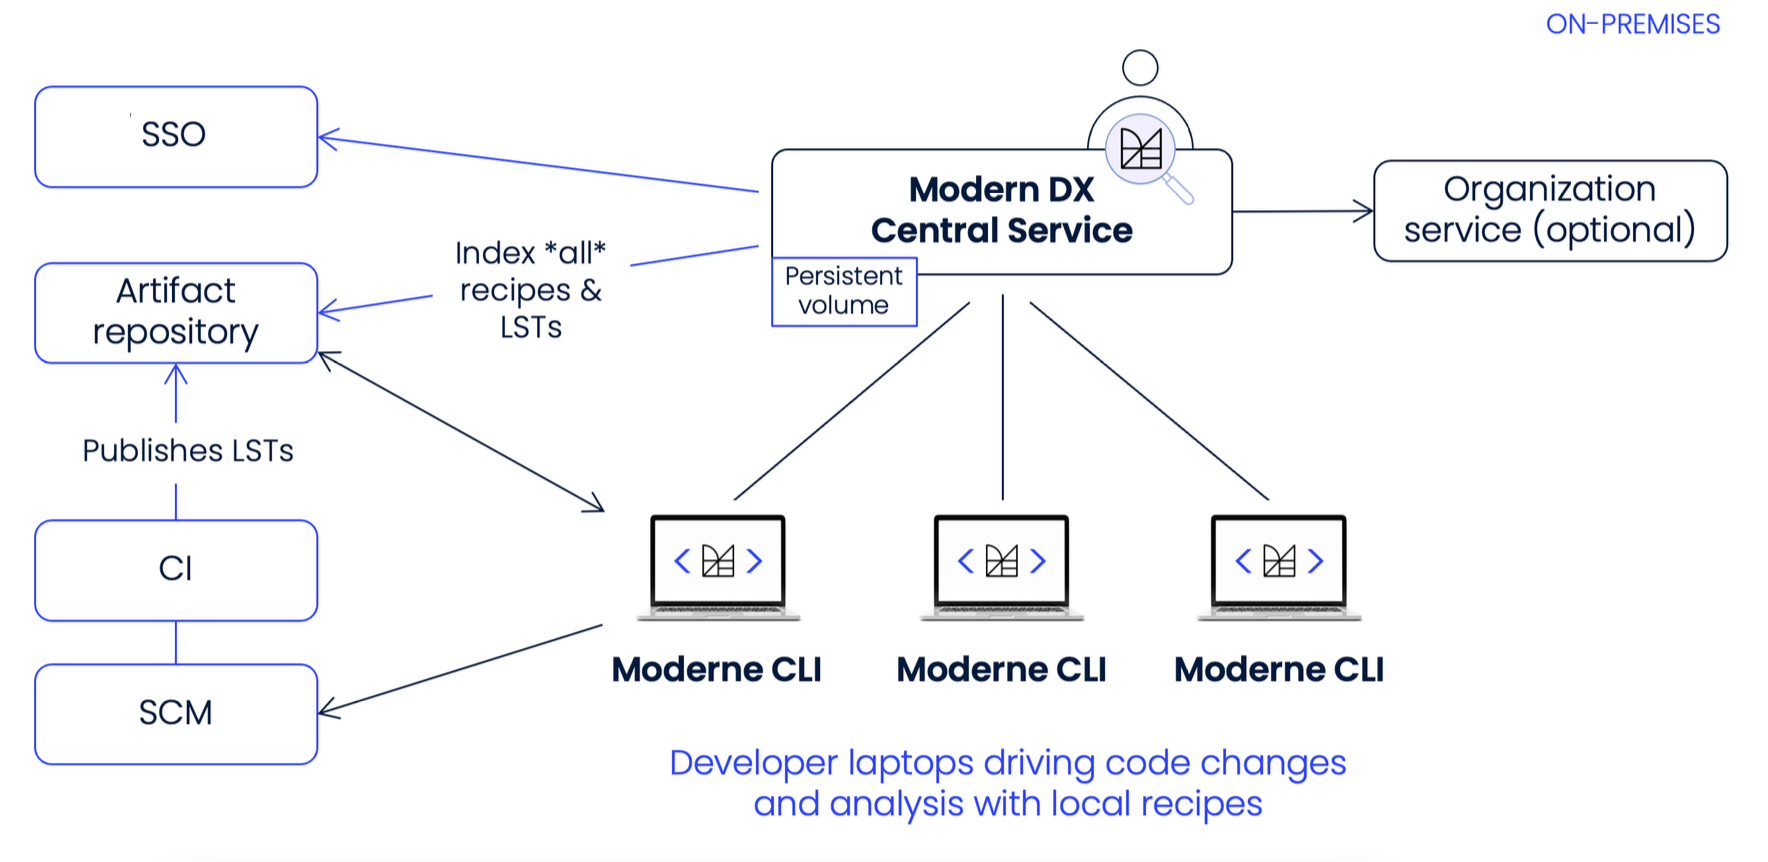 ON-PREMISES
SSO
Modern DX
Central Service
Organization
service (optional)
Persistent
volume
Index *all*
recipes &
LSTs
Artifact
repository
Publishes LSTs
CI
SCM
Moderne CLI
Moderne CLI
Moderne CLI
Developer laptops driving code changes
and analysis with local recipes